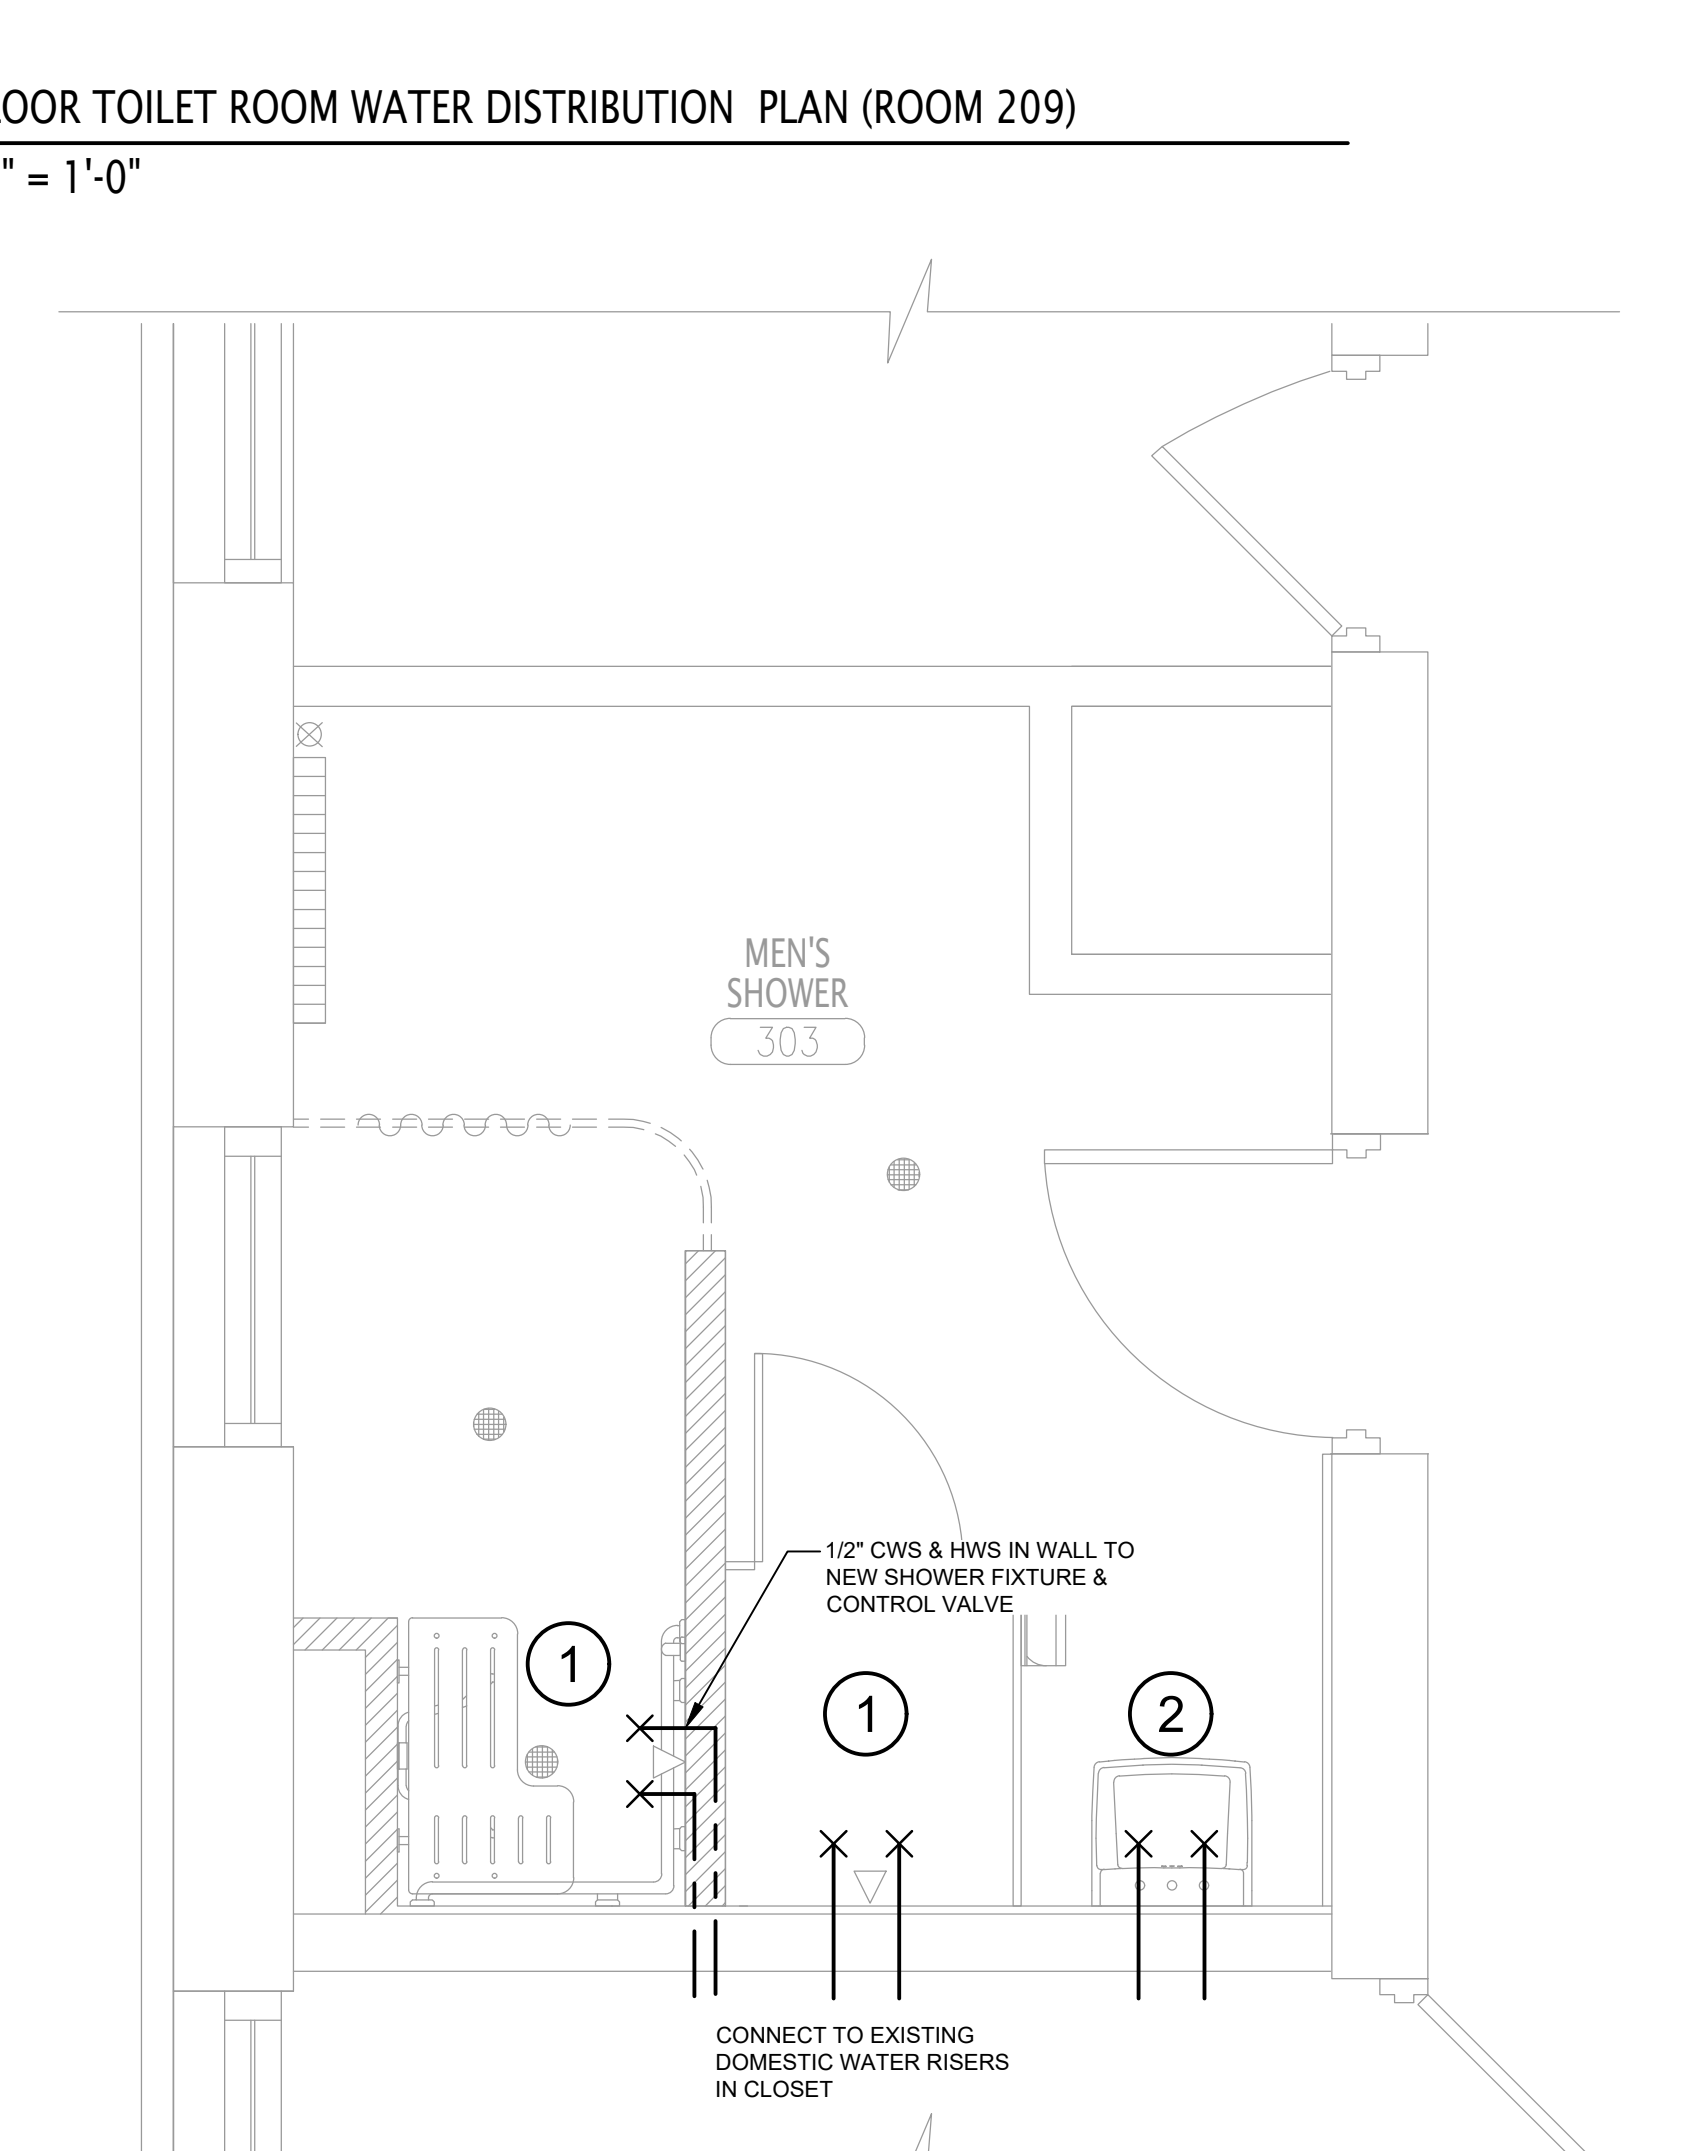 OOR TOILET ROOM WATER DISTRIBUTION PLAN (ROOM 209)
" = 1'-0"
MEN'S
SHOWER
303
1/2" CWS & HWS IN WALL TO
NEW SHOWER FIXTURE &
CONTROL VALVE
1
1
2
CONNECT TO EXISTING
DOMESTIC WATER RISERS
IN CLOSET